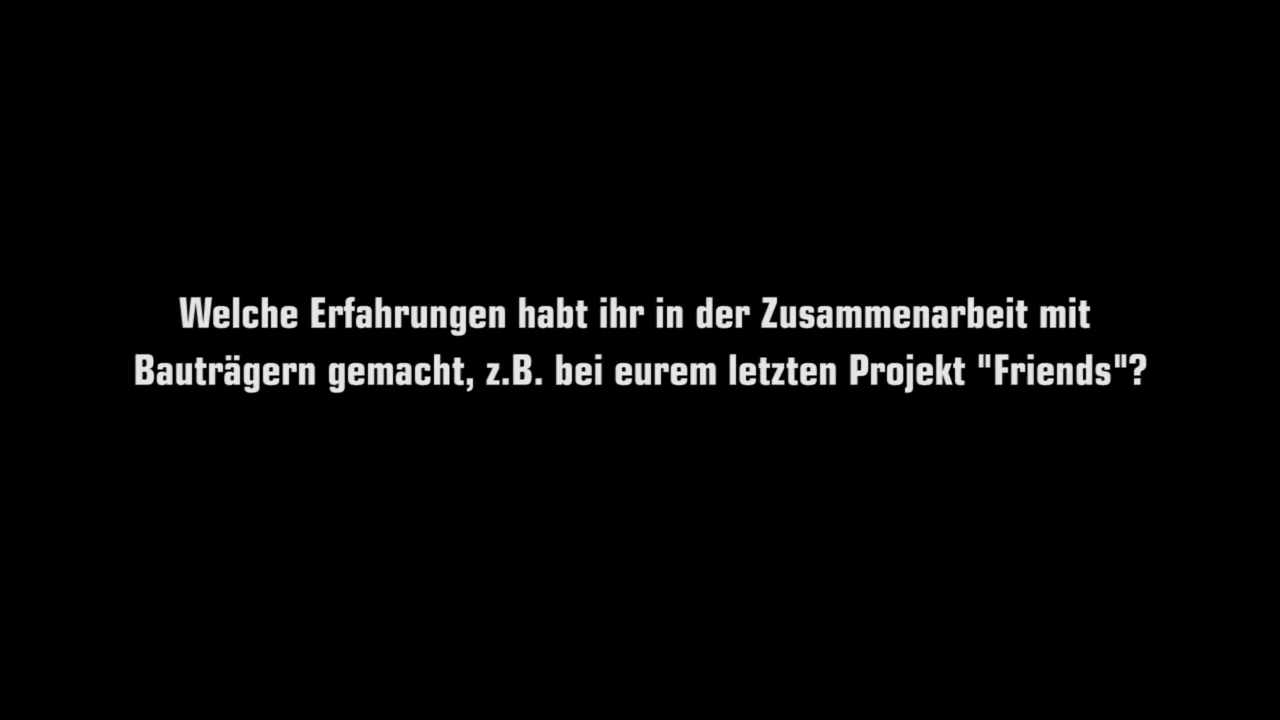 Welche Erfahrungen habt ihr in der Zusammenarbeit mit
Bauträgern gemacht, z.B. bei eurem letzten Projekt "Friends"?